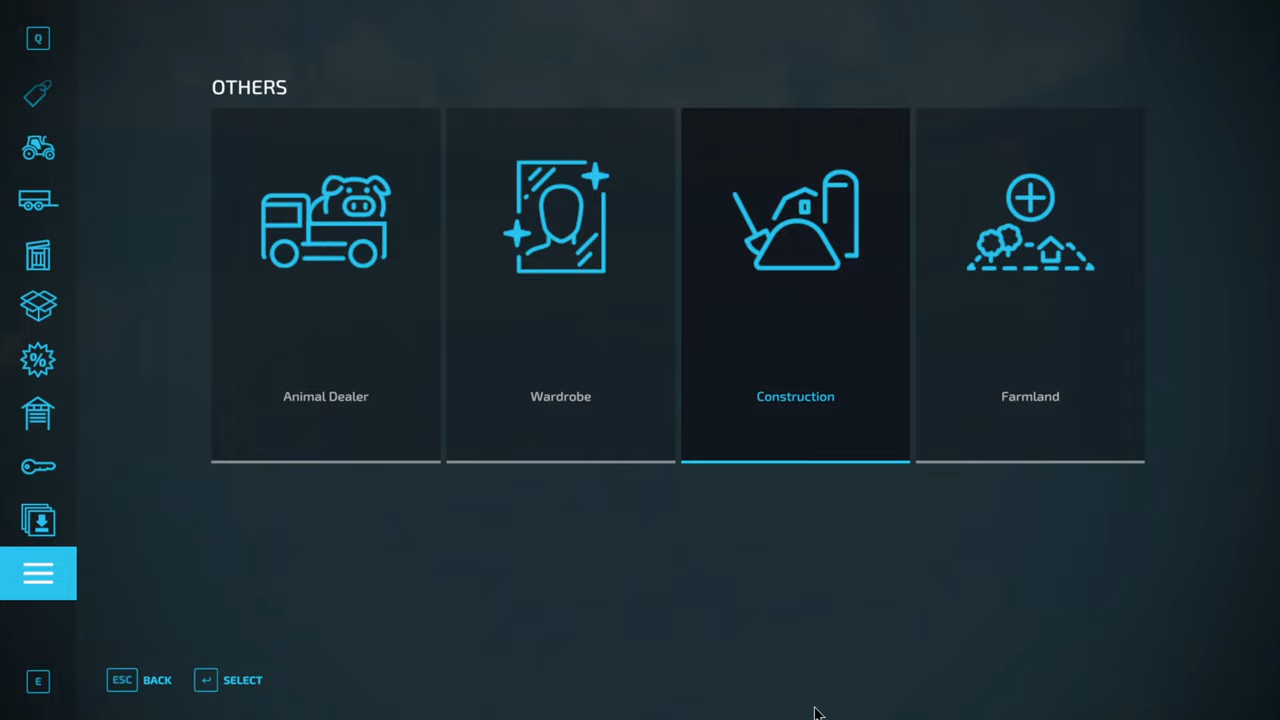 Q
OTHERS
%
Animal Dealer
Wardrobe
Construction
Farmland
E
ESC BACK ↵ SELECT